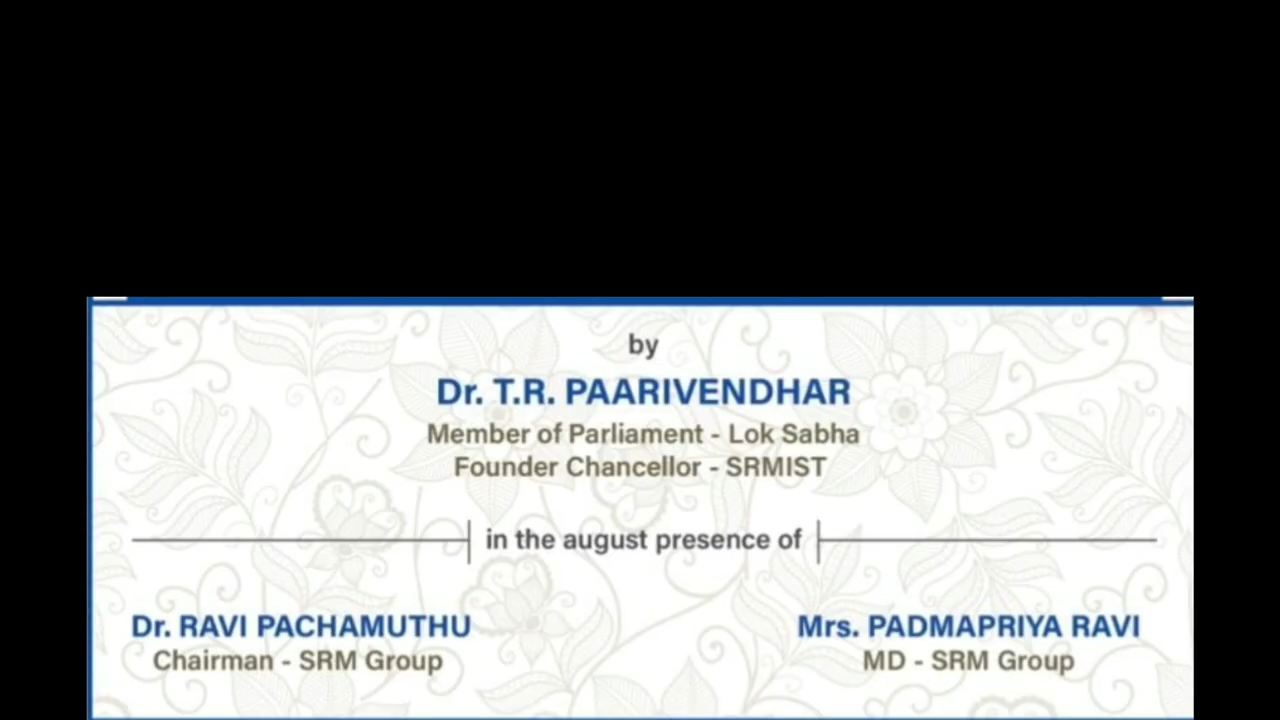 by
Dr. T.R. PAARIVENDHAR
Member of Parliament - Lok Sabha
Founder Chancellor - SRMIST
in the august presence of
Dr. RAVI PACHAMUTHU Mrs. PADMAPRIYA RAVI
Chairman - SRM Group MD - SRM Group